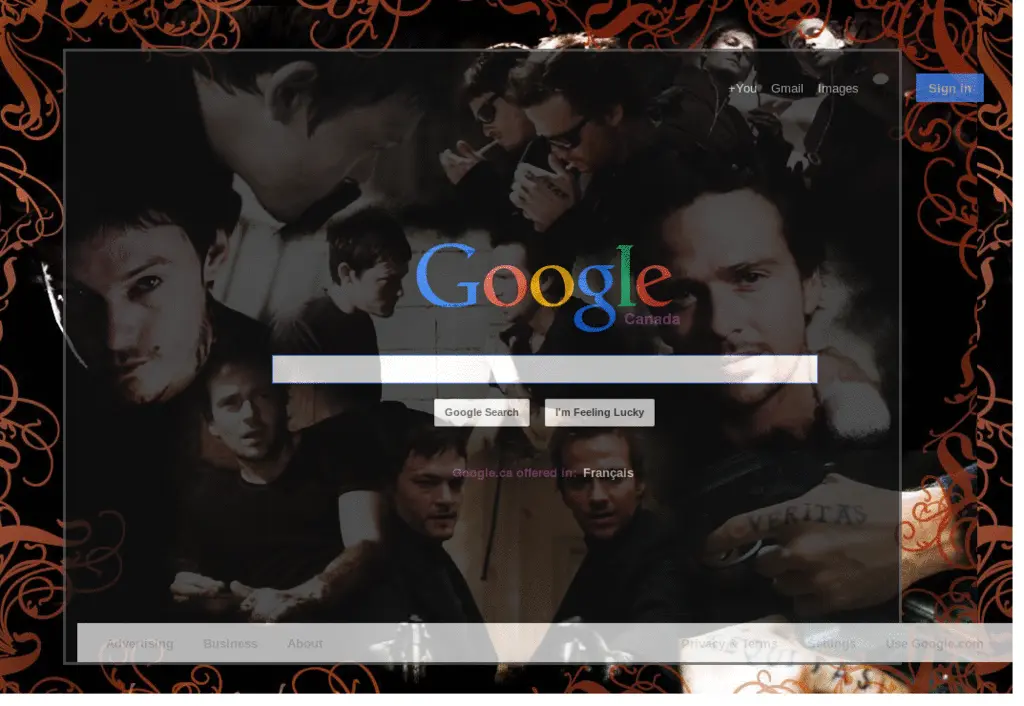 +You Gmail Images Sign in
Google
Canada
Google Search I'm Feeling Lucky
Google.ca offered in: Français
VERITAS
Advertising Business About Privacy & Terms Settings Use Google.com